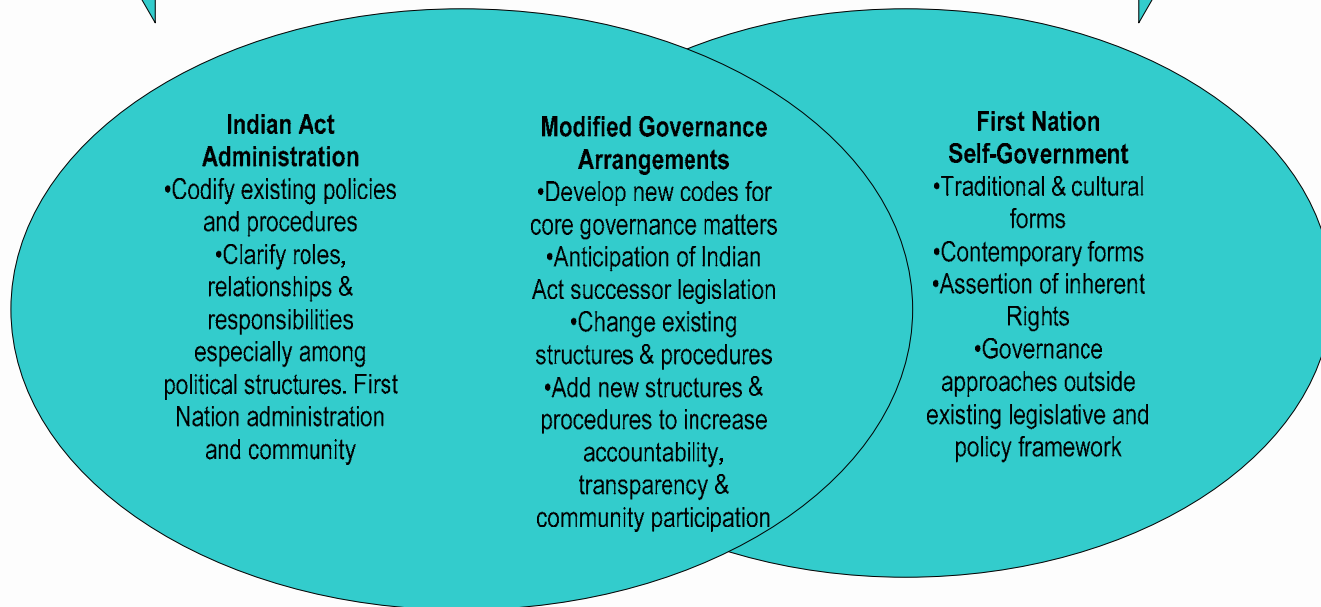 Indian Act
Administration
•Codify existing policies
and procedures
•Clarify roles,
relationships &
responsibilities
especially among
political structures. First
Nation administration
and community
Modified Governance
Arrangements
•Develop new codes for
core governance matters
•Anticipation of Indian
Act successor legislation
•Change existing
structures & procedures
•Add new structures &
procedures to increase
accountability,
transparency &
community participation
First Nation
Self-Government
•Traditional & cultural
forms
•Contemporary forms
•Assertion of inherent
Rights
•Governance
approaches outside
existing legislative and
policy framework